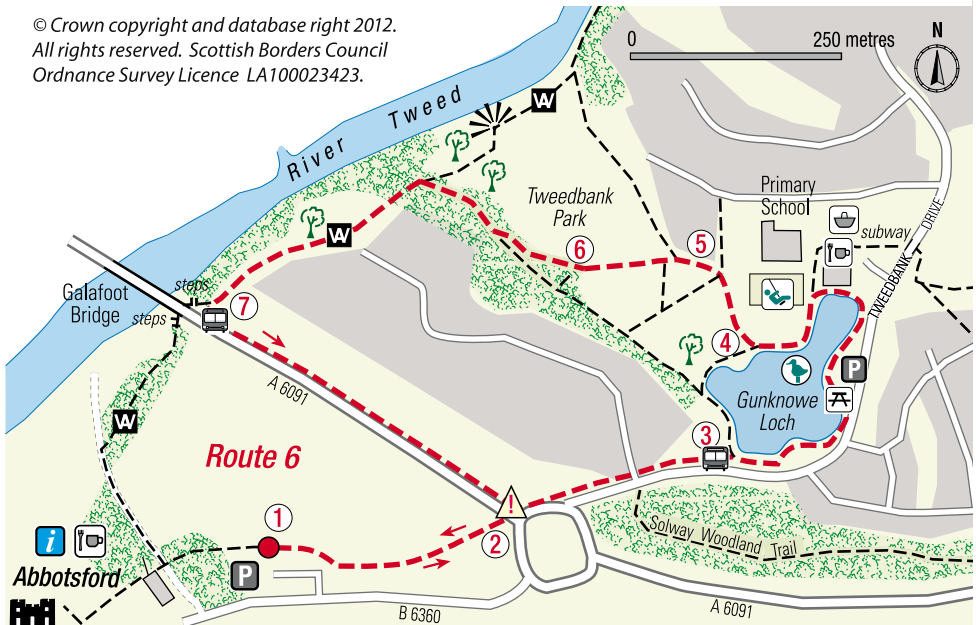 © Crown copyright and database right 2012.
All rights reserved. Scottish Borders Council
Ordnance Survey Licence LA100023423.
0 250 metres
N
River Tweed
W
Tweedbank
Park
Primary
School
subway
TWEEDBANK DRIVE
5
6
W
Galafoot
Bridge
steps
steps
7
4
P
Gunknowe
Loch
A 6091
W
Route 6
3
!
1
2
Solway Woodland Trail
i
Abbotsford
P
B 6360
A 6091